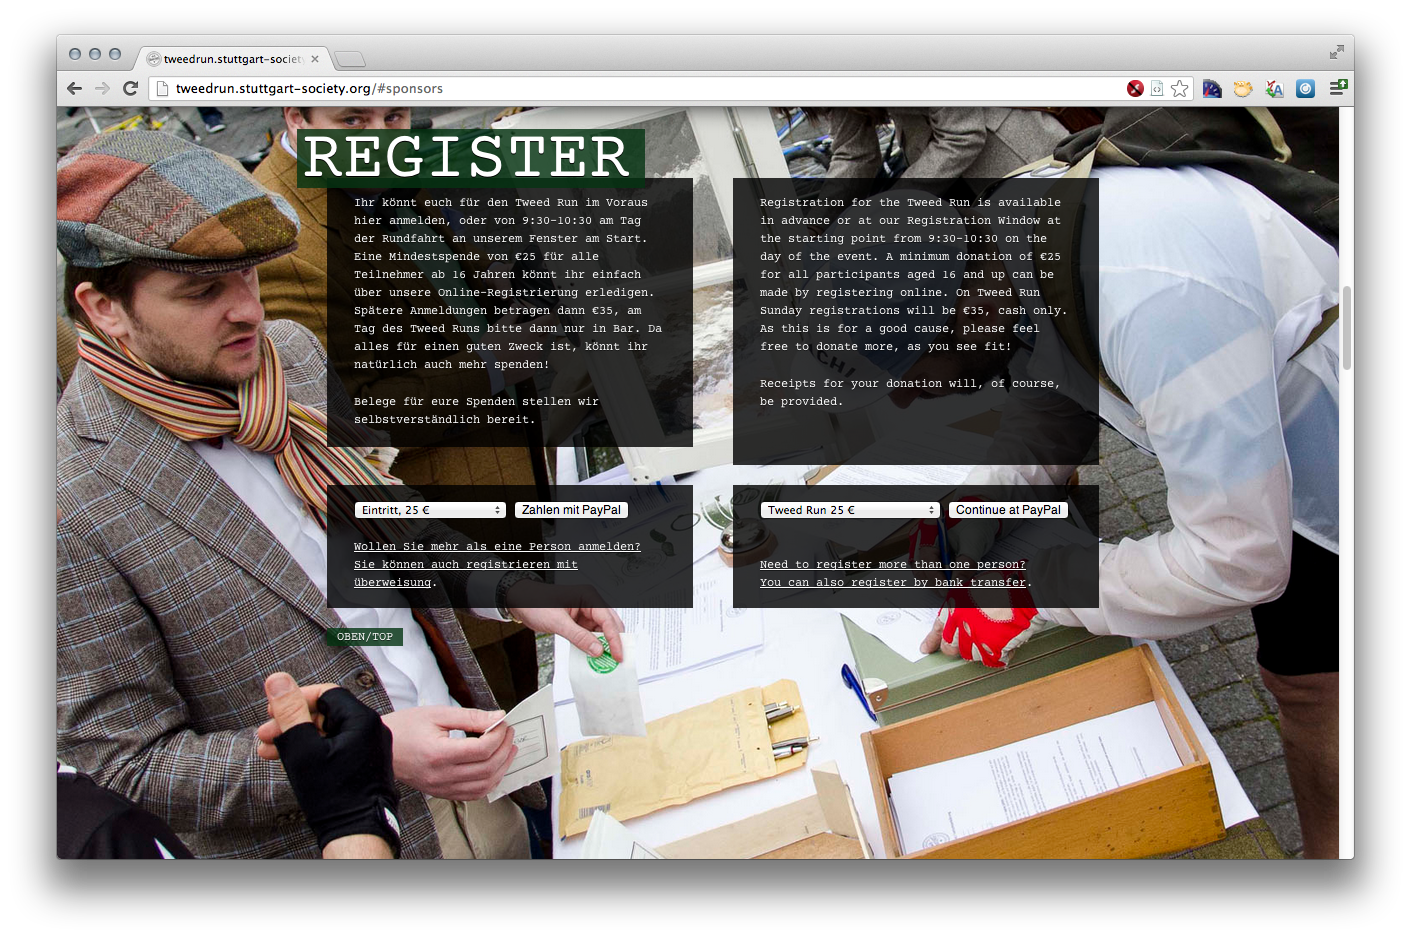 tweedrun.stuttgart-society
tweedrun.stuttgart-society.org/#sponsors
REGISTER
Ihr könnt euch für den Tweed Run im Voraus
hier anmelden, oder von 9:30-10:30 am Tag
der Rundfahrt an unserem Fenster am Start.
Eine Mindestspende von €25 für alle
Teilnehmer ab 16 Jahren könnt ihr einfach
über unsere Online-Registrierung erledigen.
Spätere Anmeldungen betragen dann €35, am
Tag des Tweed Runs bitte dann nur in Bar. Da
alles für einen guten Zweck ist, könnt ihr
natürlich auch mehr spenden!
Belege für eure Spenden stellen wir
selbstverständlich bereit.
Eintritt, 25 €
Zahlen mit PayPal
Wollen Sie mehr als eine Person anmelden?
Sie können auch registrieren mit
überweisung.
Registration for the Tweed Run is available
in advance or at our Registration Window at
the starting point from 9:30-10:30 on the
day of the event. A minimum donation of €25
for all participants aged 16 and up can be
made by registering online. On Tweed Run
Sunday registrations will be €35, cash only.
As this is for a good cause, please feel
free to donate more, as you see fit!
Receipts for your donation will, of course,
be provided.
Tweed Run 25 €
Continue at PayPal
Need to register more than one person?
You can also register by bank transfer.
OBEN/TOP